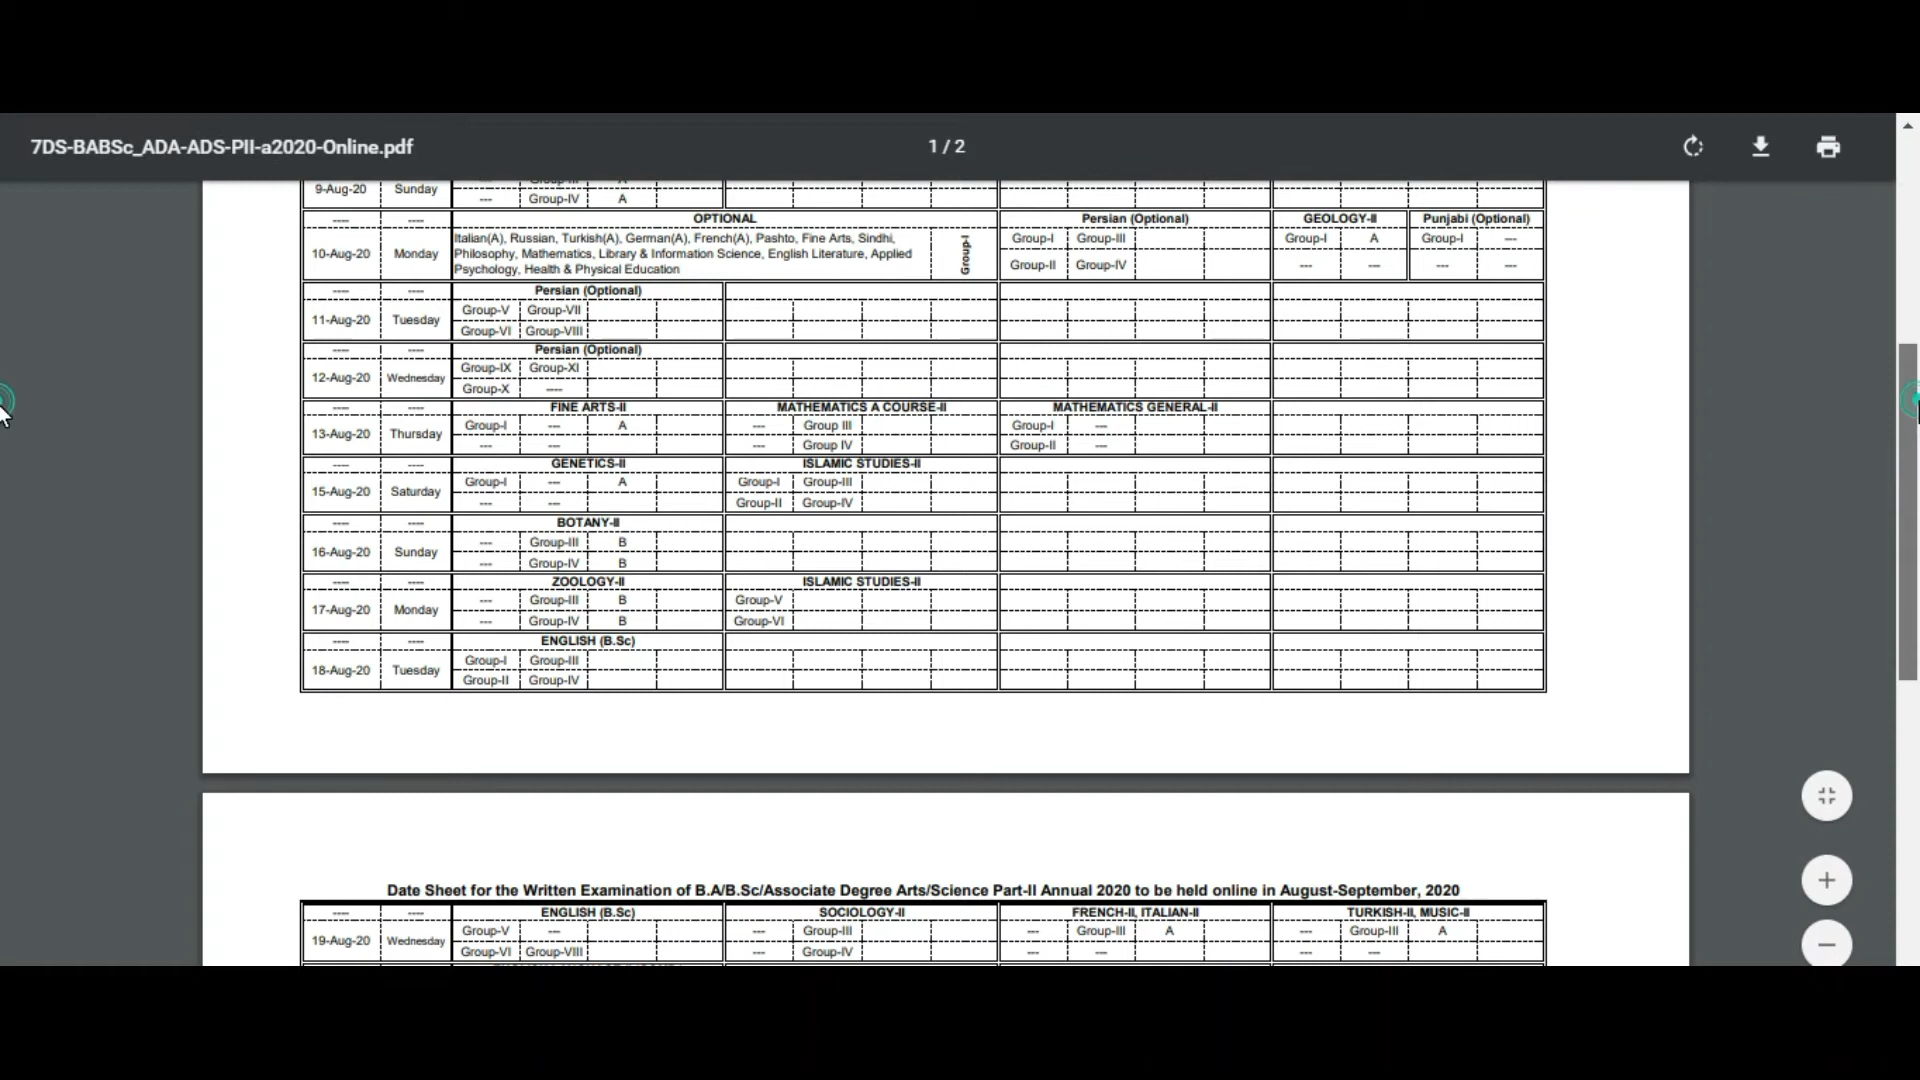 7DS-BABSc_ADA-ADS-PII-a2020-Online.pdf 1 / 2
9-Aug-20 Sunday
--- Group-IV A
---- ---- OPTIONAL Persian (Optional) GEOLOGY-II Punjabi (Optional)
10-Aug-20 Monday
Italian(A), Russian, Turkish(A), German(A), French(A), Pashto, Fine Arts, Sindhi,
Philosophy, Mathematics, Library & Information Science, English Literature, Applied
Psychology, Health & Physical Education
Group-I
Group-I Group-III Group-I A Group-I ---
Group-II Group-IV --- --- --- ---
---- ---- Persian (Optional)
11-Aug-20 Tuesday
Group-V Group-VII
Group-VI Group-VIII
---- ---- Persian (Optional)
12-Aug-20 Wednesday
Group-IX Group-XI
Group-X ----
---- ---- FINE ARTS-II MATHEMATICS A COURSE-II MATHEMATICS GENERAL-II
13-Aug-20 Thursday
Group-I --- A --- Group III Group-I ---
--- --- --- Group IV Group-II ---
---- ---- GENETICS-II ISLAMIC STUDIES-II
15-Aug-20 Saturday
Group-I --- A Group-I Group-III
--- --- Group-II Group-IV
---- ---- BOTANY-II
16-Aug-20 Sunday
--- Group-III B
--- Group-IV B
---- ---- ZOOLOGY-II ISLAMIC STUDIES-II
17-Aug-20 Monday
--- Group-III B Group-V
--- Group-IV B Group-VI
---- ---- ENGLISH (B.Sc)
18-Aug-20 Tuesday
Group-I Group-III
Group-II Group-IV
Date Sheet for the Written Examination of B.A/B.Sc/Associate Degree Arts/Science Part-II Annual 2020 to be held online in August-September, 2020
---- ---- ENGLISH (B.Sc) SOCIOLOGY-II FRENCH-II, ITALIAN-II TURKISH-II, MUSIC-II
19-Aug-20 Wednesday
Group-V --- --- Group-III --- Group-III A --- Group-III A
Group-VI Group-VIII --- Group-IV --- --- --- ---